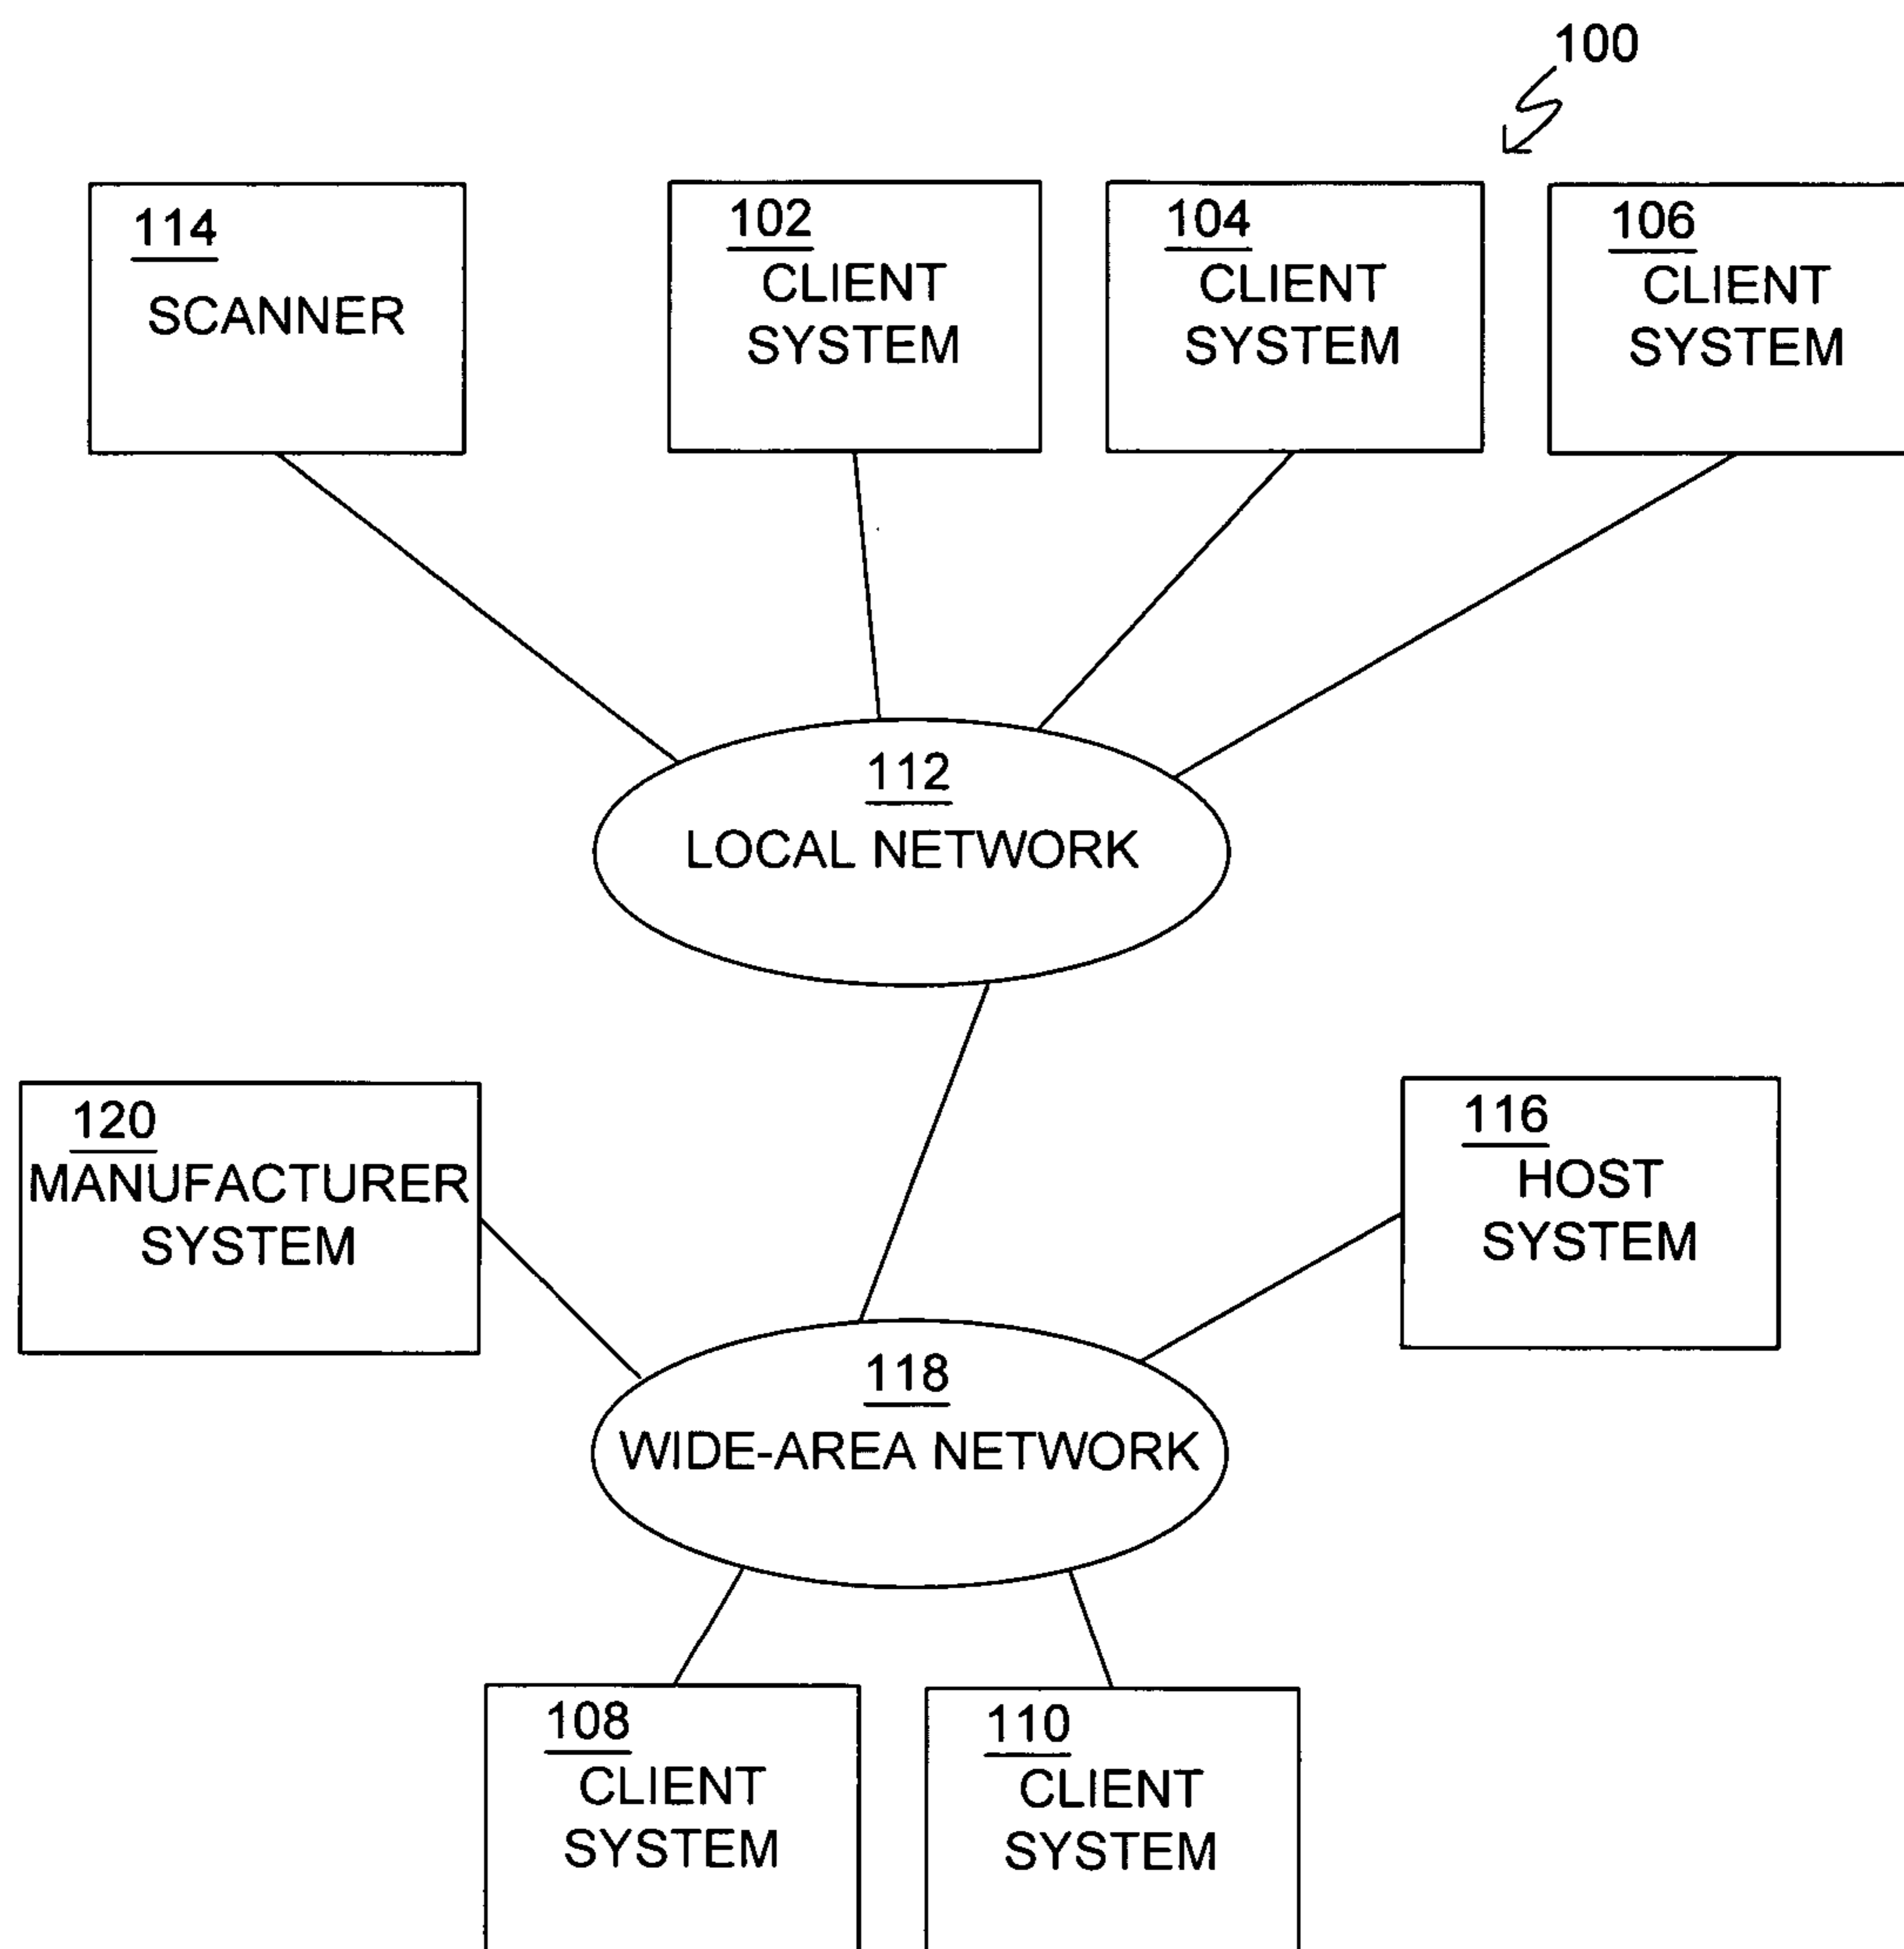 100
114
SCANNER
102
CLIENT
SYSTEM
104
CLIENT
SYSTEM
106
CLIENT
SYSTEM
112
LOCAL NETWORK
120
MANUFACTURER
SYSTEM
116
HOST
SYSTEM
118
WIDE-AREA NETWORK
108
CLIENT
SYSTEM
110
CLIENT
SYSTEM